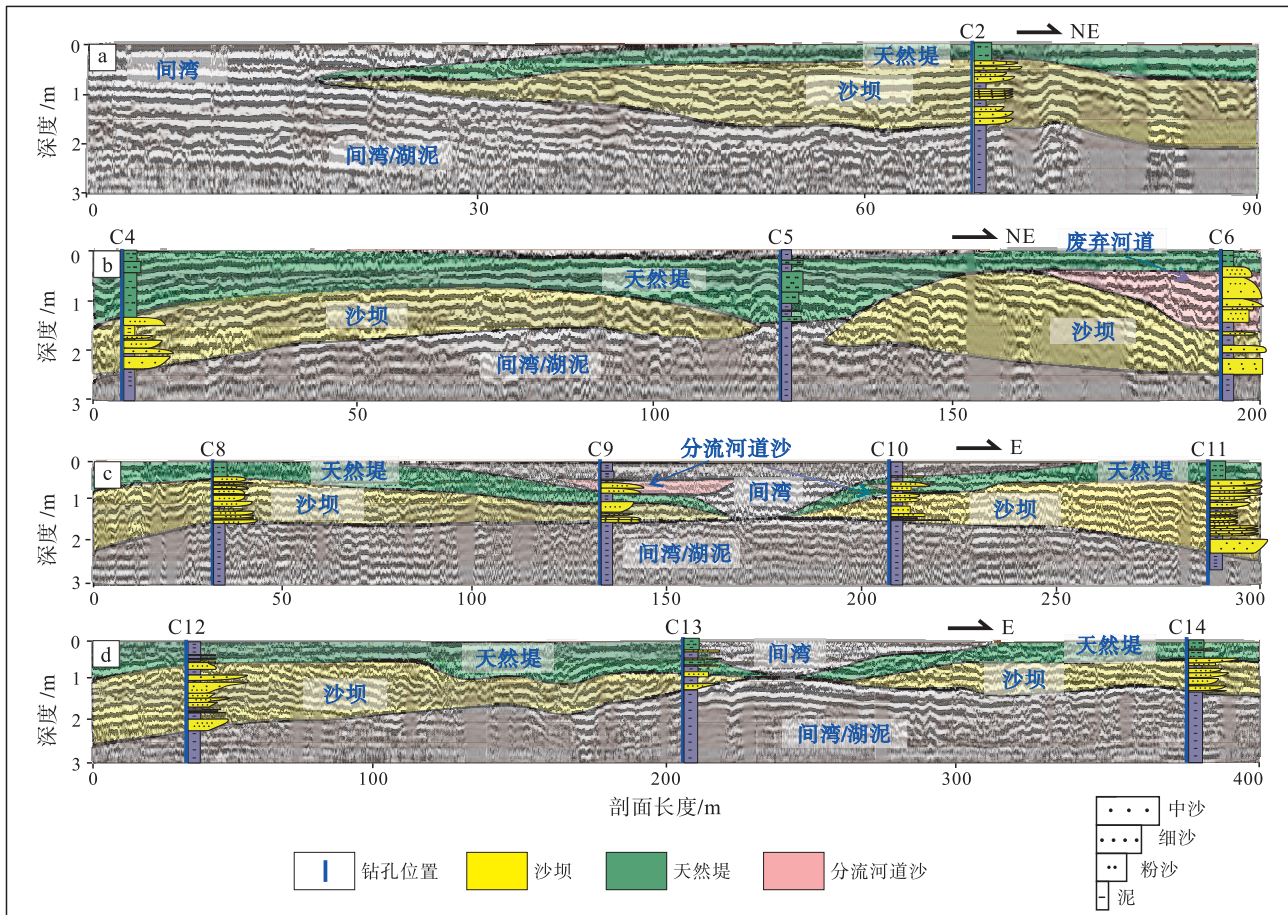 C2 NE
a
间湾
天然堤
沙坝
间湾/湖泥
深度/m
0
1
2
3
0 30 60 90
C4 C5 NE 废弃河道 C6
b
天然堤
沙坝
沙坝
间湾/湖泥
深度/m
0
1
2
3
0 50 100 150 200
C8 C9 分流河道沙 C10 E C11
c
天然堤
间湾
天然堤
沙坝
沙坝
间湾/湖泥
深度/m
0
1
2
3
0 50 100 150 200 250 300
C12 C13 E C14
d
天然堤
间湾
天然堤
沙坝
沙坝
间湾/湖泥
深度/m
0
1
2
3
0 100 200 300 400
剖面长度/m
钻孔位置 沙坝 天然堤 分流河道沙
中沙
细沙
粉沙
泥